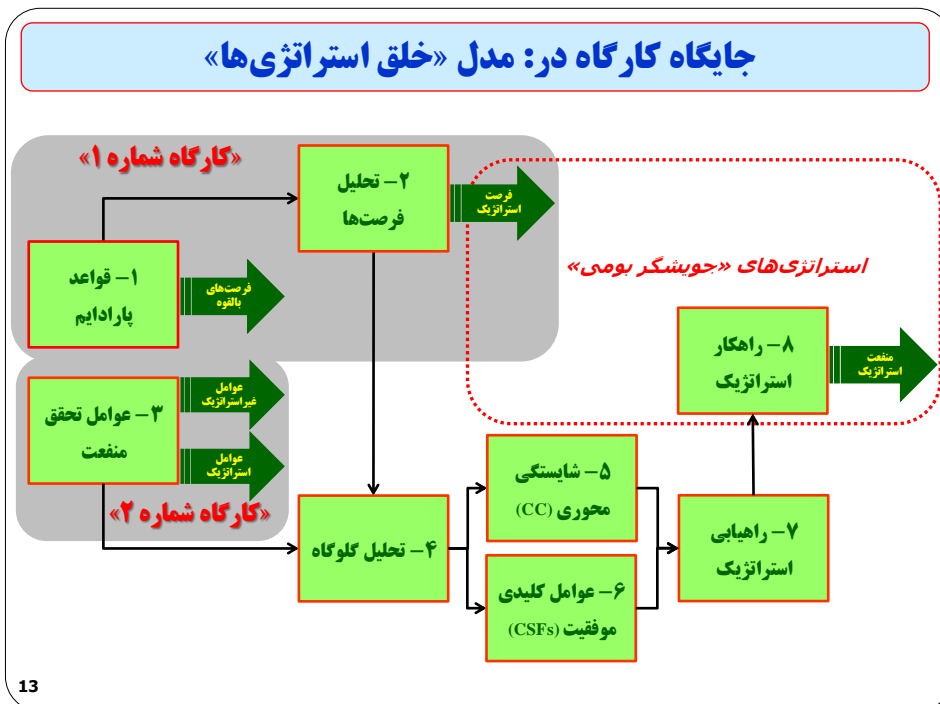 جایگاه کارگاه در: مدل «خلق استراتژی‌ها»
«کارگاه شماره ۱»
۲- تحلیل
فرصت‌ها
فرصت
استراتژیک
۱- قواعد
پارادایم
فرصت‌های
بالقوه
استراتژی‌های «جویشگر بومی»
۸- راهکار
استراتژیک
منفعت
استراتژیک
۳- عوامل تحقق
منفعت
عوامل
غیراستراتژیک
عوامل
استراتژیک
«کارگاه شماره ۲»
۴- تحلیل گلوگاه
۵- شایستگی
محوری (CC)
۶- عوامل کلیدی
موفقیت (CSFs)
۷- راهیابی
استراتژیک
13